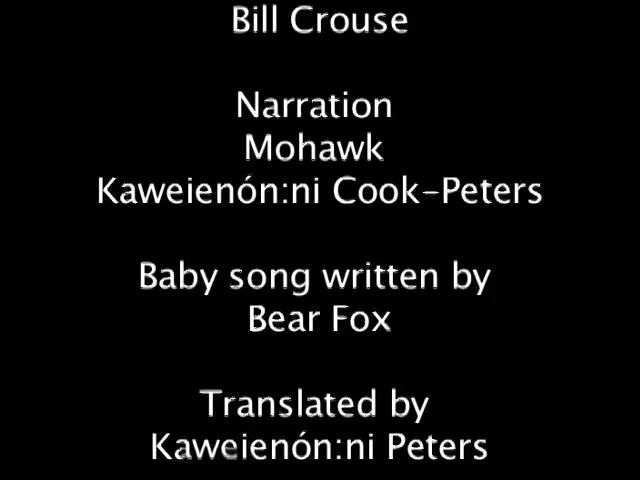 Bill Crouse
Narration
Mohawk
Kaweienón:ni Cook-Peters
Baby song written by
Bear Fox
Translated by
Kaweienón:ni Peters